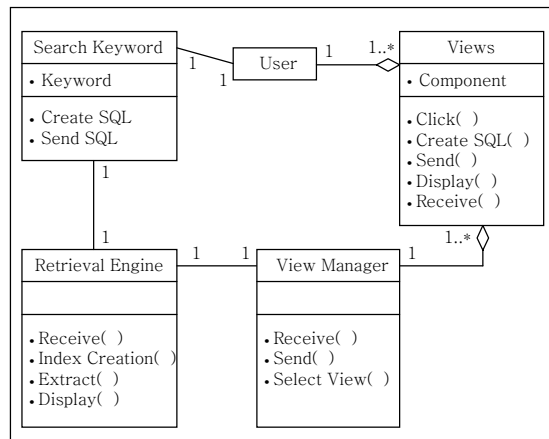 Search Keyword
• Keyword
• Create SQL
• Send SQL
1
1
User
1
1..*
Views
• Component
• Click( )
• Create SQL( )
• Send( )
• Display( )
• Receive( )
1
1
1..*
Retrieval Engine
• Receive( )
• Index Creation( )
• Extract( )
• Display( )
1
1
View Manager
• Receive( )
• Send( )
• Select View( )
1